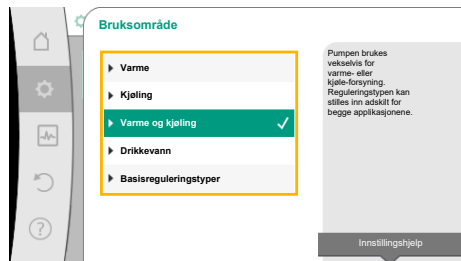 Bruksområde
Varme
Kjøling
Varme og kjøling
Drikkevann
Basisreguleringstyper
Pumpen brukes
vekselvis for
varme- eller
kjøle-forsyning.
Reguleringstypen kan
stilles inn adskilt for
begge applikasjonene.
Innstillingshjelp